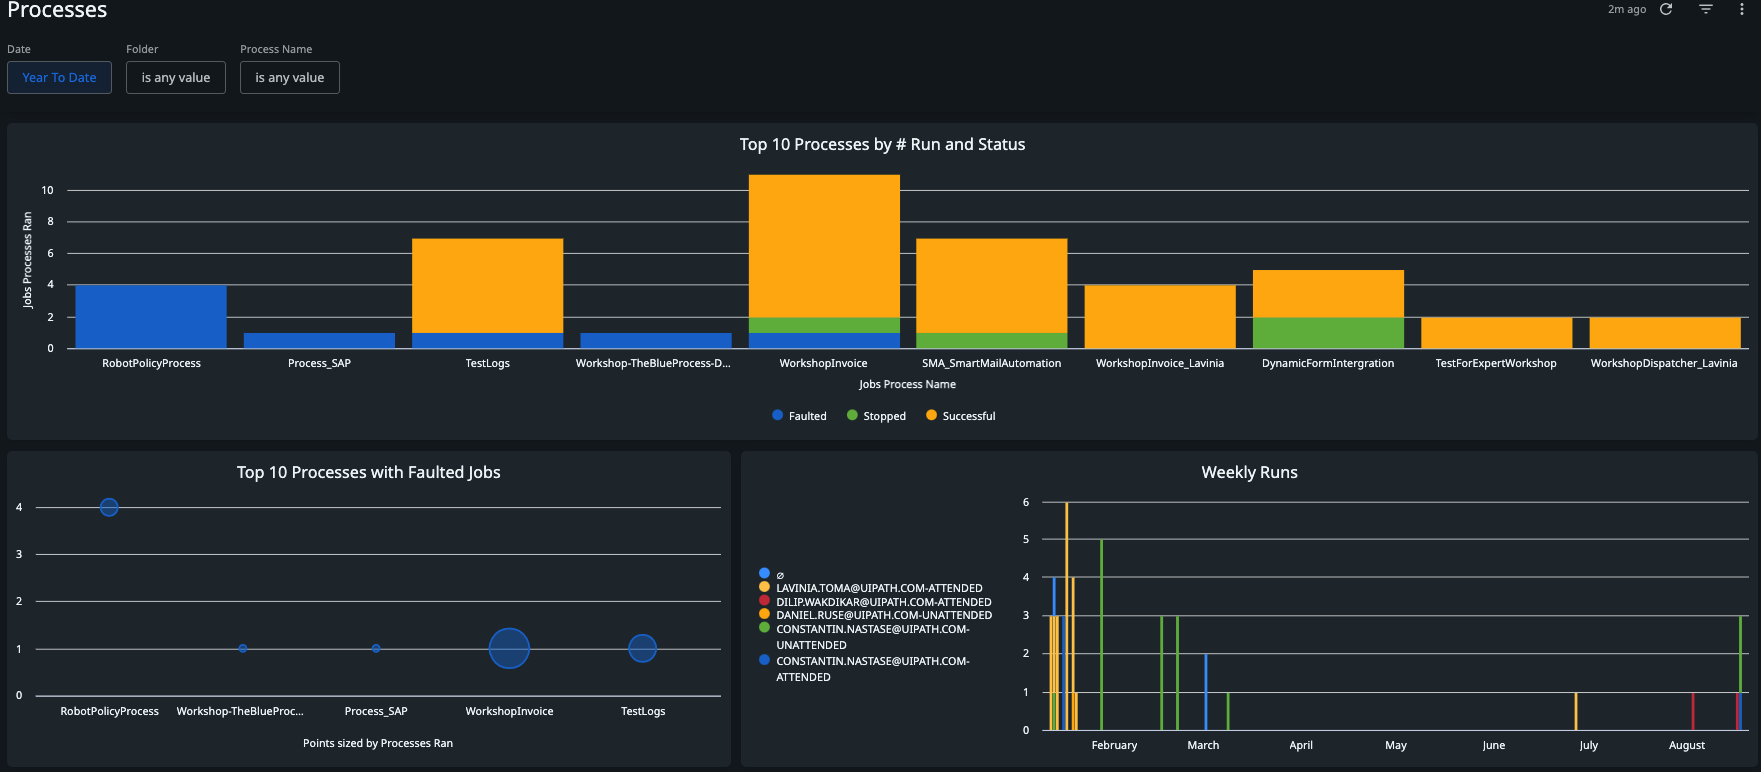 Processes
2m ago
Date
Folder
Process Name
Year To Date
is any value
is any value
Top 10 Processes by # Run and Status
Jobs Processes Ran
10
8
6
4
2
0
RobotPolicyProcess
Process_SAP
TestLogs
Workshop-TheBlueProcess-D...
WorkshopInvoice
SMA_SmartMailAutomation
WorkshopInvoice_Lavinia
DynamicFormIntergration
TestForExpertWorkshop
WorkshopDispatcher_Lavinia
Jobs Process Name
Faulted
Stopped
Successful
Top 10 Processes with Faulted Jobs
4
3
2
1
0
RobotPolicyProcess
Workshop-TheBlueProc...
Process_SAP
WorkshopInvoice
TestLogs
Points sized by Processes Ran
Weekly Runs
∅
LAVINIA.TOMA@UIPATH.COM-ATTENDED
DILIP.WAKDIKAR@UIPATH.COM-ATTENDED
DANIEL.RUSE@UIPATH.COM-UNATTENDED
CONSTANTIN.NASTASE@UIPATH.COM-
UNATTENDED
CONSTANTIN.NASTASE@UIPATH.COM-
ATTENDED
6
5
4
3
2
1
0
February
March
April
May
June
July
August